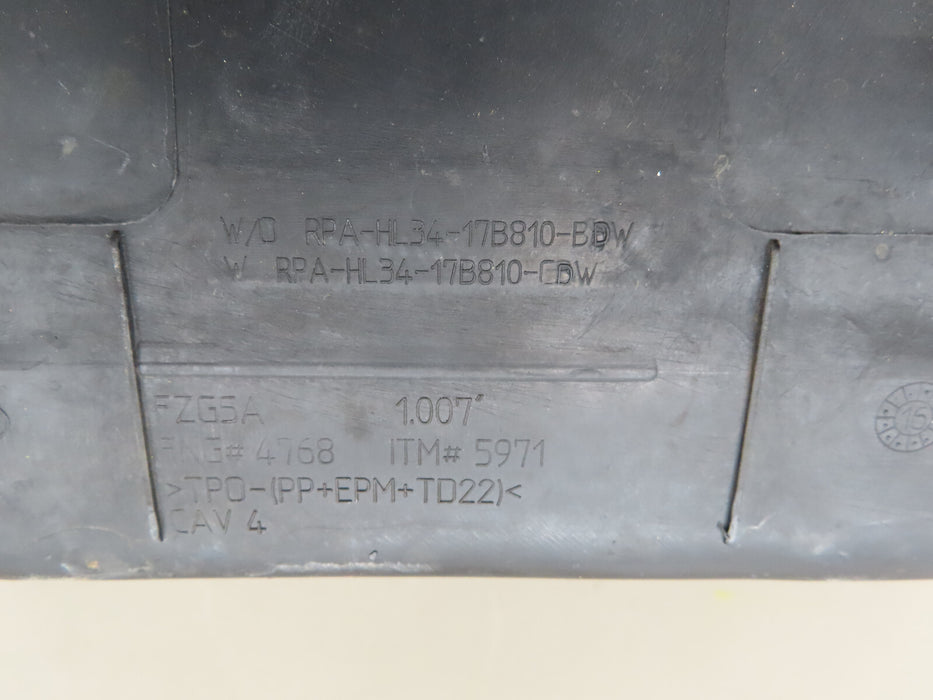 W/O RPA-HL34-17B810-BDW
W RPA-HL34-17B810-CDW
FZG5A 1.007"
ENG# 4768 ITM# 5971
>TPO-(PP+EPM+TD22)<
CAV 4